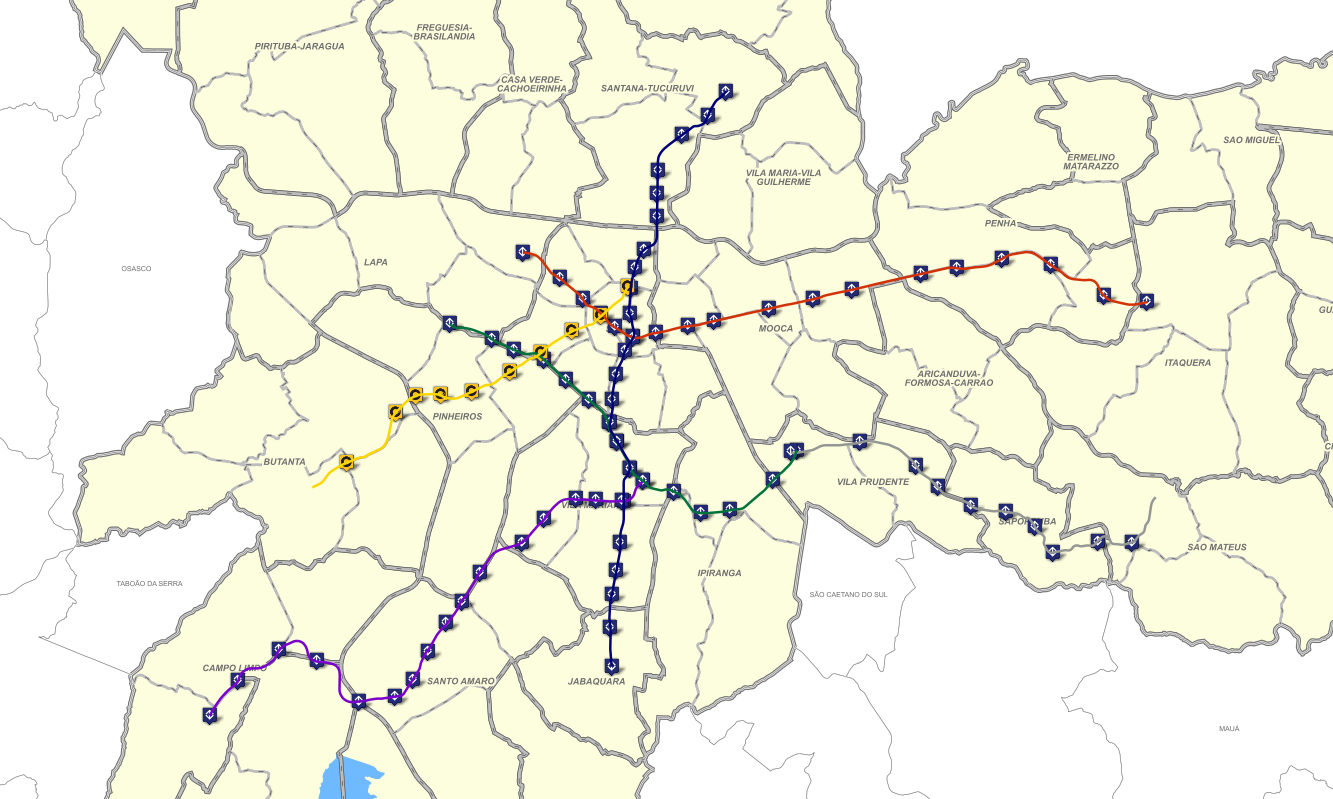 FREGUESIA-
BRASILANDIA
PIRITUBA-JARAGUA
CASA VERDE-
CACHOEIRINHA
SANTANA-TUCURUVI
SAO MIGUEL
ERMELINO
MATARAZZO
VILA MARIA-VILA
GUILHERME
PENHA
LAPA
OSASCO
MOOCA
ITAQUERA
ARICANDUVA-
FORMOSA-CARRAO
PINHEIROS
BUTANTA
VILA PRUDENTE
SAO MATEUS
IPIRANGA
TABOÃO DA SERRA
SÃO CAETANO DO SUL
CAMPO LIMPO
SANTO AMARO
JABAQUARA
MAUÁ